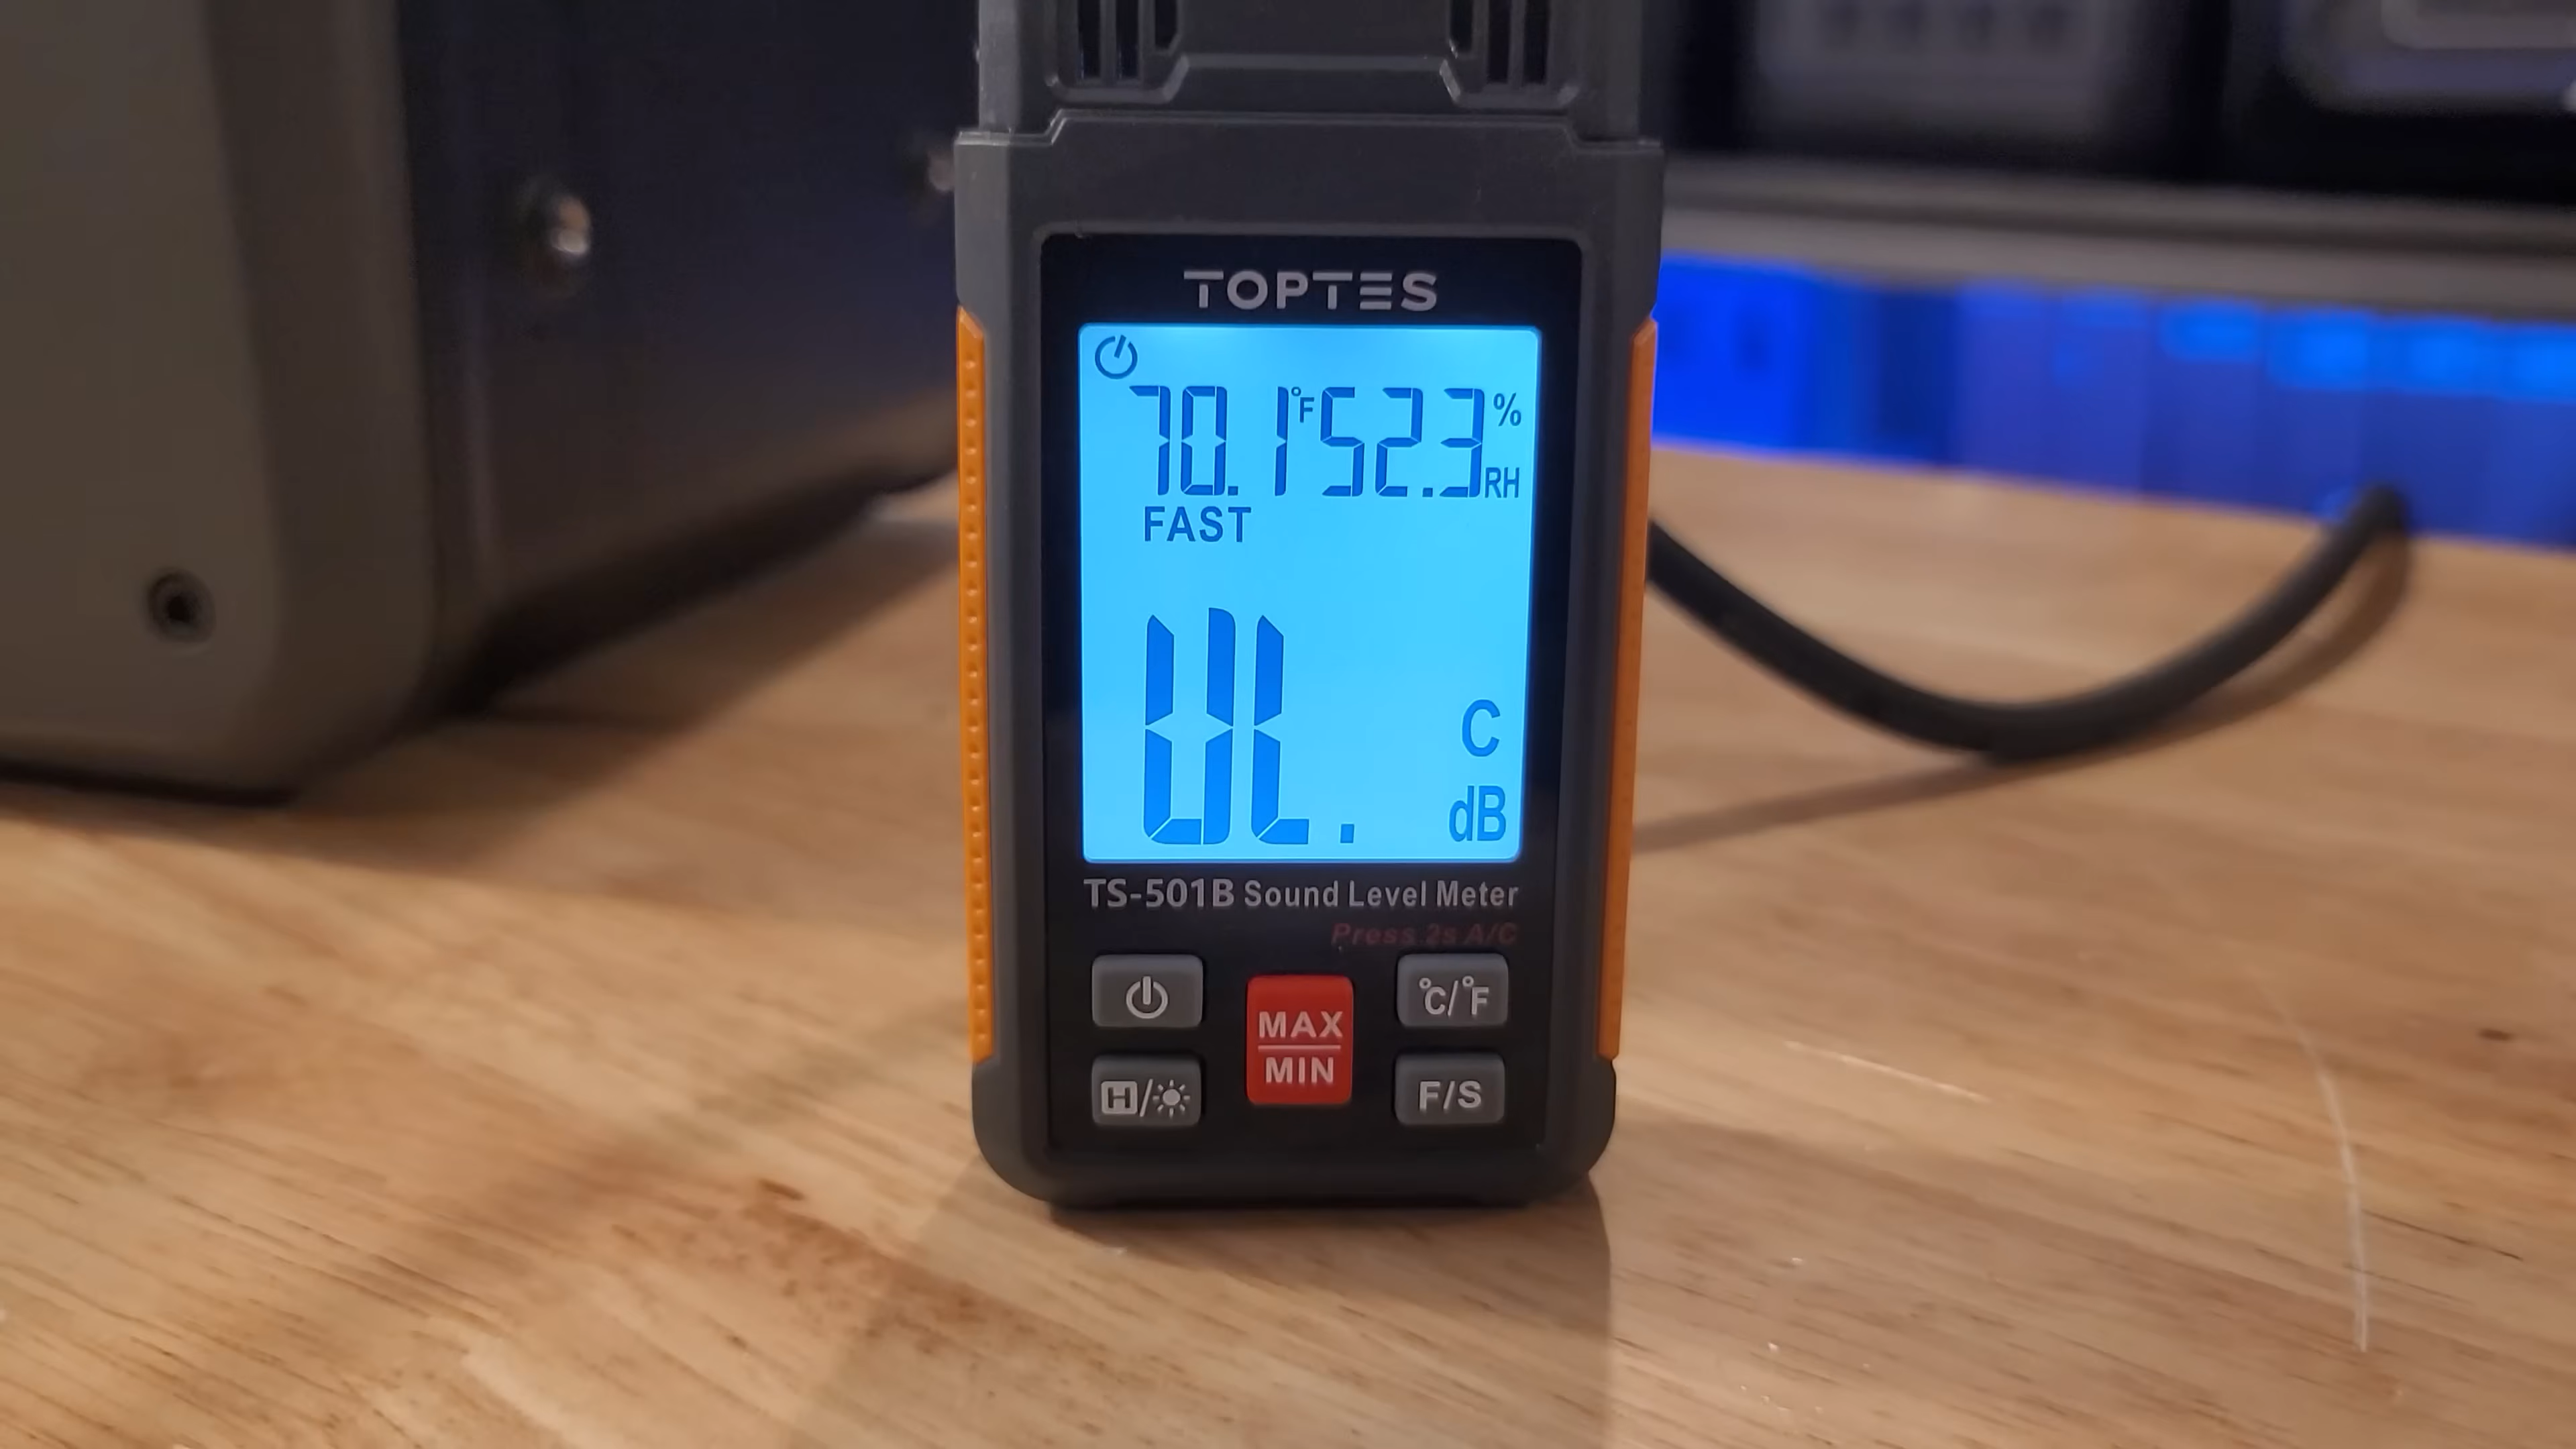 TOPTES
70.1°F 52.3% RH
FAST
UL.
C
dB
TS-501B Sound Level Meter
Press 2s A/C
°C/°F
MAX
MIN
H/
F/S